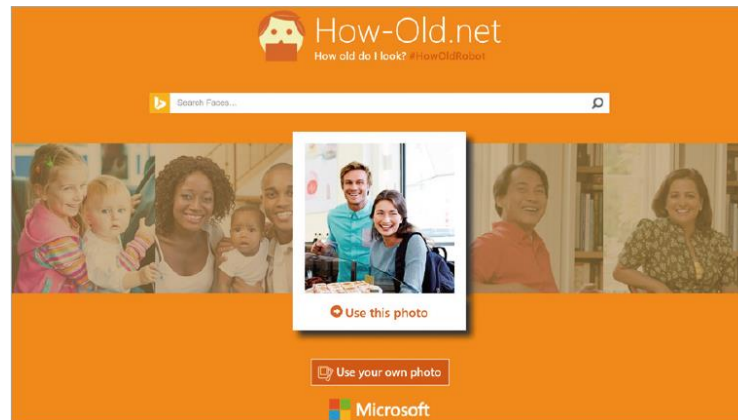 How-Old.net
How old do I look? #HowOldRobot
Search Faces...
Use this photo
Use your own photo
Microsoft